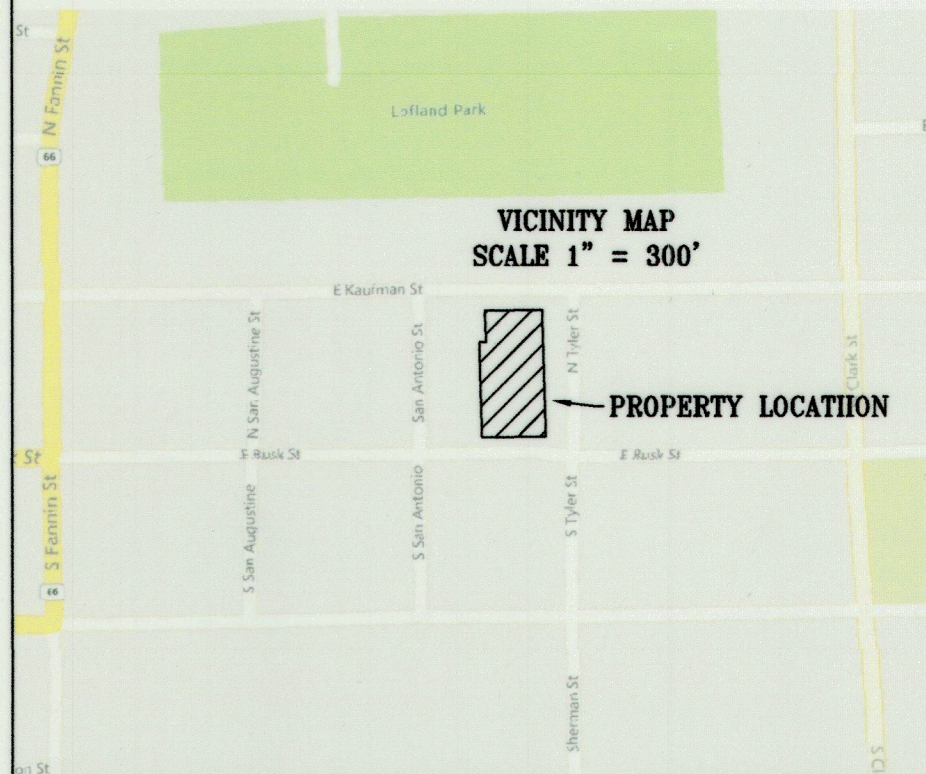 St
N Fannin St
66
Lofland Park
VICINITY MAP
SCALE 1" = 300'
E Kaufman St
N San Augustine St
San Antonio St
N Tyler St
Clark St
PROPERTY LOCATIION
St
E Rusk St
E Rusk St
S Fannin St
S San Augustine
S San Antonio
S Tyler St
66
Sherman St
on St
S Cl